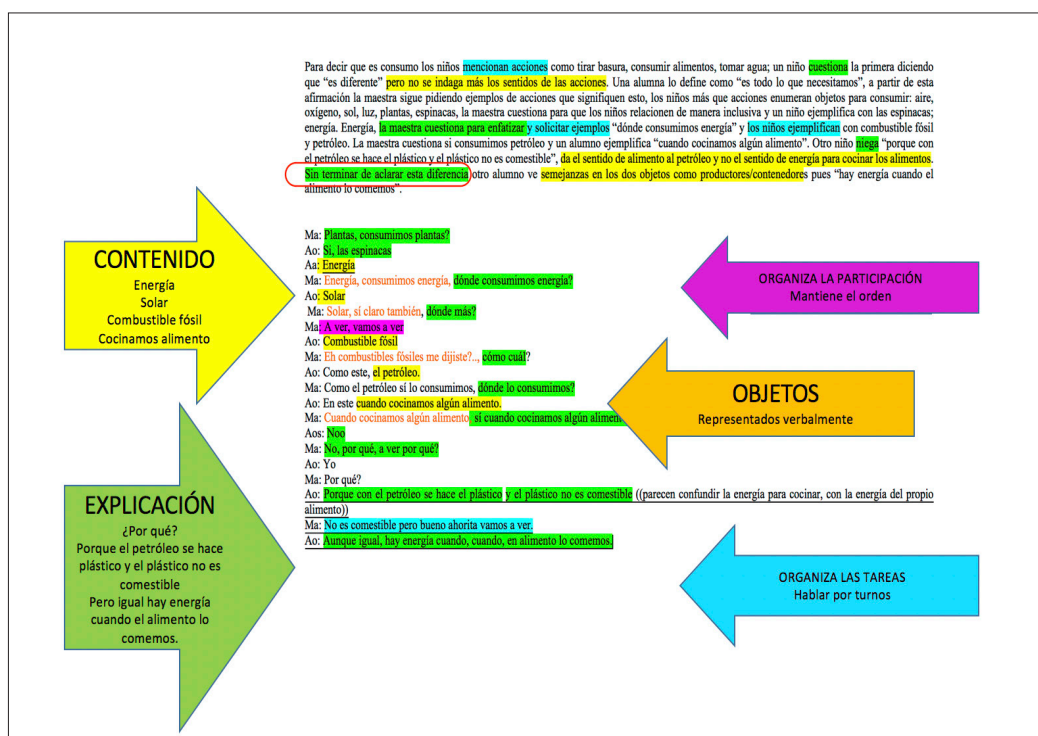 Para decir que es consumo los niños mencionan acciones como tirar basura, consumir alimentos, tomar agua; un niño cuestiona la primera diciendo
que “es diferente” pero no se indaga más los sentidos de las acciones. Una alumna lo define como “es todo lo que necesitamos”, a partir de esta
afirmación la maestra sigue pidiendo ejemplos de acciones que signifiquen esto, los niños más que acciones enumeran objetos para consumir: aire,
oxígeno, sol, luz, plantas, espinacas, la maestra cuestiona para que los niños relacionen de manera inclusiva y un niño ejemplifica con las espinacas;
energía. Energía, la maestra cuestiona para enfatizar y solicitar ejemplos “dónde consumimos energía” y los niños ejemplifican con combustible fósil
y petróleo. La maestra cuestiona si consumimos petróleo y un alumno ejemplifica “cuando cocinamos algún alimento”. Otro niño niega “porque con
el petróleo se hace el plástico y el plástico no es comestible”, da el sentido de alimento al petróleo y no el sentido de energía para cocinar los alimentos.
Sin terminar de aclarar esta diferencia otro alumno ve semejanzas en los dos objetos como productores/contenedores pues “hay energía cuando el
alimento lo comemos”.
Ma: Plantas, consumimos plantas?
Ao: Si, las espinacas
Aa: Energía
Ma: Energía, consumimos energía, dónde consumimos energía?
Ao: Solar
Ma: Solar, sí claro también, dónde más?
Ma: A ver, vamos a ver
Ao: Combustible fósil
Ma: Eh combustibles fósiles me dijiste?.., cómo cuál?
Ao: Como este, el petróleo.
Ma: Como el petróleo sí lo consumimos, dónde lo consumimos?
Ao: En este cuando cocinamos algún alimento.
Ma: Cuando cocinamos algún alimento, sí cuando cocinamos algún alimen
Aos: Noo
Ma: No, por qué, a ver por qué?
Ao: Yo
Ma: Por qué?
Ao: Porque con el petróleo se hace el plástico y el plástico no es comestible ((parecen confundir la energía para cocinar, con la energía del propio
alimento))
Ma: No es comestible pero bueno ahorita vamos a ver.
Ao: Aunque igual, hay energía cuando, cuando, en alimento lo comemos.
CONTENIDO
Energía
Solar
Combustible fósil
Cocinamos alimento
EXPLICACIÓN
¿Por qué?
Porque el petróleo se hace
plástico y el plástico no es
comestible
Pero igual hay energía
cuando el alimento lo
comemos.
ORGANIZA LA PARTICIPACIÓN
Mantiene el orden
OBJETOS
Representados verbalmente
ORGANIZA LAS TAREAS
Hablar por turnos